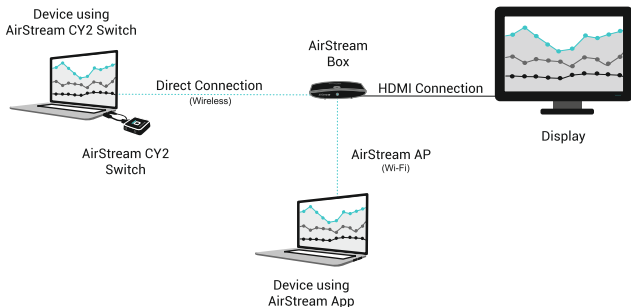 Device using
AirStream CY2 Switch
AirStream
Box
Direct Connection
(Wireless)
HDMI Connection
Display
AirStream CY2
Switch
AirStream AP
(Wi-Fi)
Device using
AirStream App